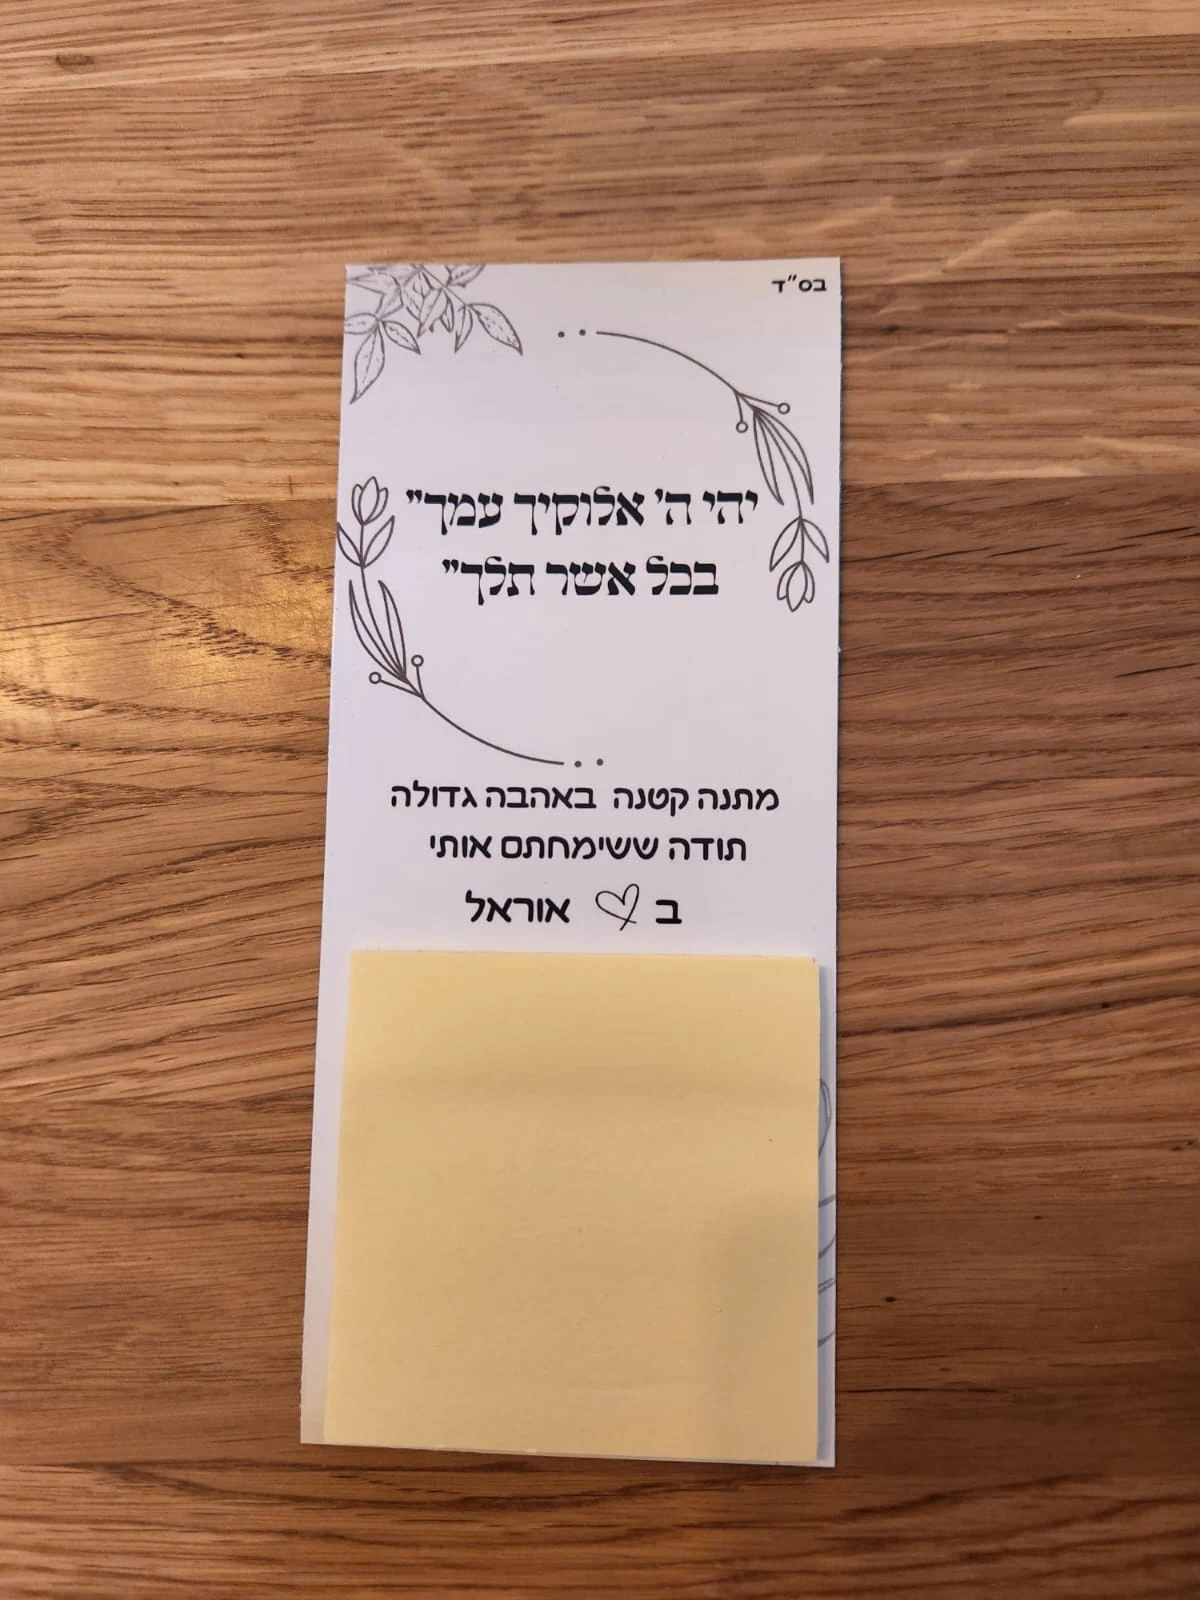 בס"ד
יהי ה' אלוקיך עמך"
בכל אשר תלך"
מתנה קטנה באהבה גדולה
תודה ששימחתם אותי
ב אוראל